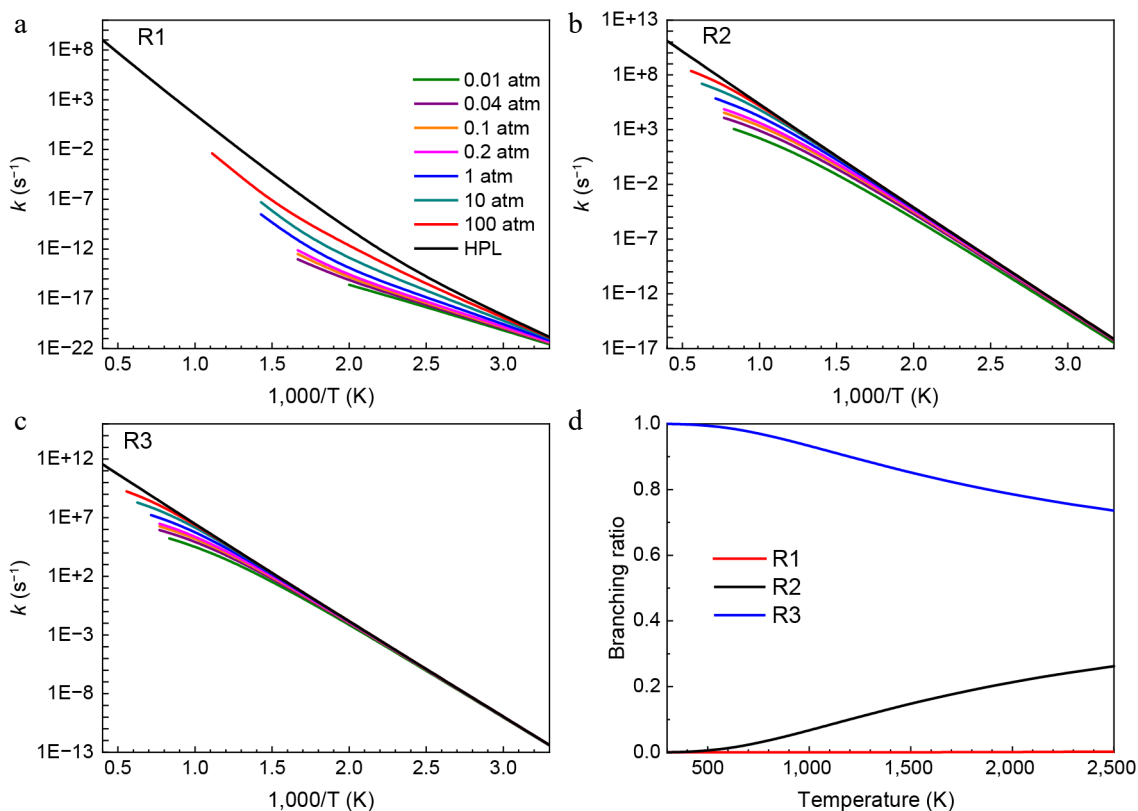 a
R1
1E+8
1E+3
1E−2
1E−7
1E−12
1E−17
1E−22
k (s⁻¹)
0.01 atm
0.04 atm
0.1 atm
0.2 atm
1 atm
10 atm
100 atm
HPL
0.5 1.0 1.5 2.0 2.5 3.0
1,000/T (K)
b
R2
1E+13
1E+8
1E+3
1E−2
1E−7
1E−12
1E−17
k (s⁻¹)
0.5 1.0 1.5 2.0 2.5 3.0
1,000/T (K)
c
R3
1E+12
1E+7
1E+2
1E−3
1E−8
1E−13
k (s⁻¹)
0.5 1.0 1.5 2.0 2.5 3.0
1,000/T (K)
d
1.0
0.8
0.6
0.4
0.2
0.0
Branching ratio
R1
R2
R3
500 1,000 1,500 2,000 2,500
Temperature (K)